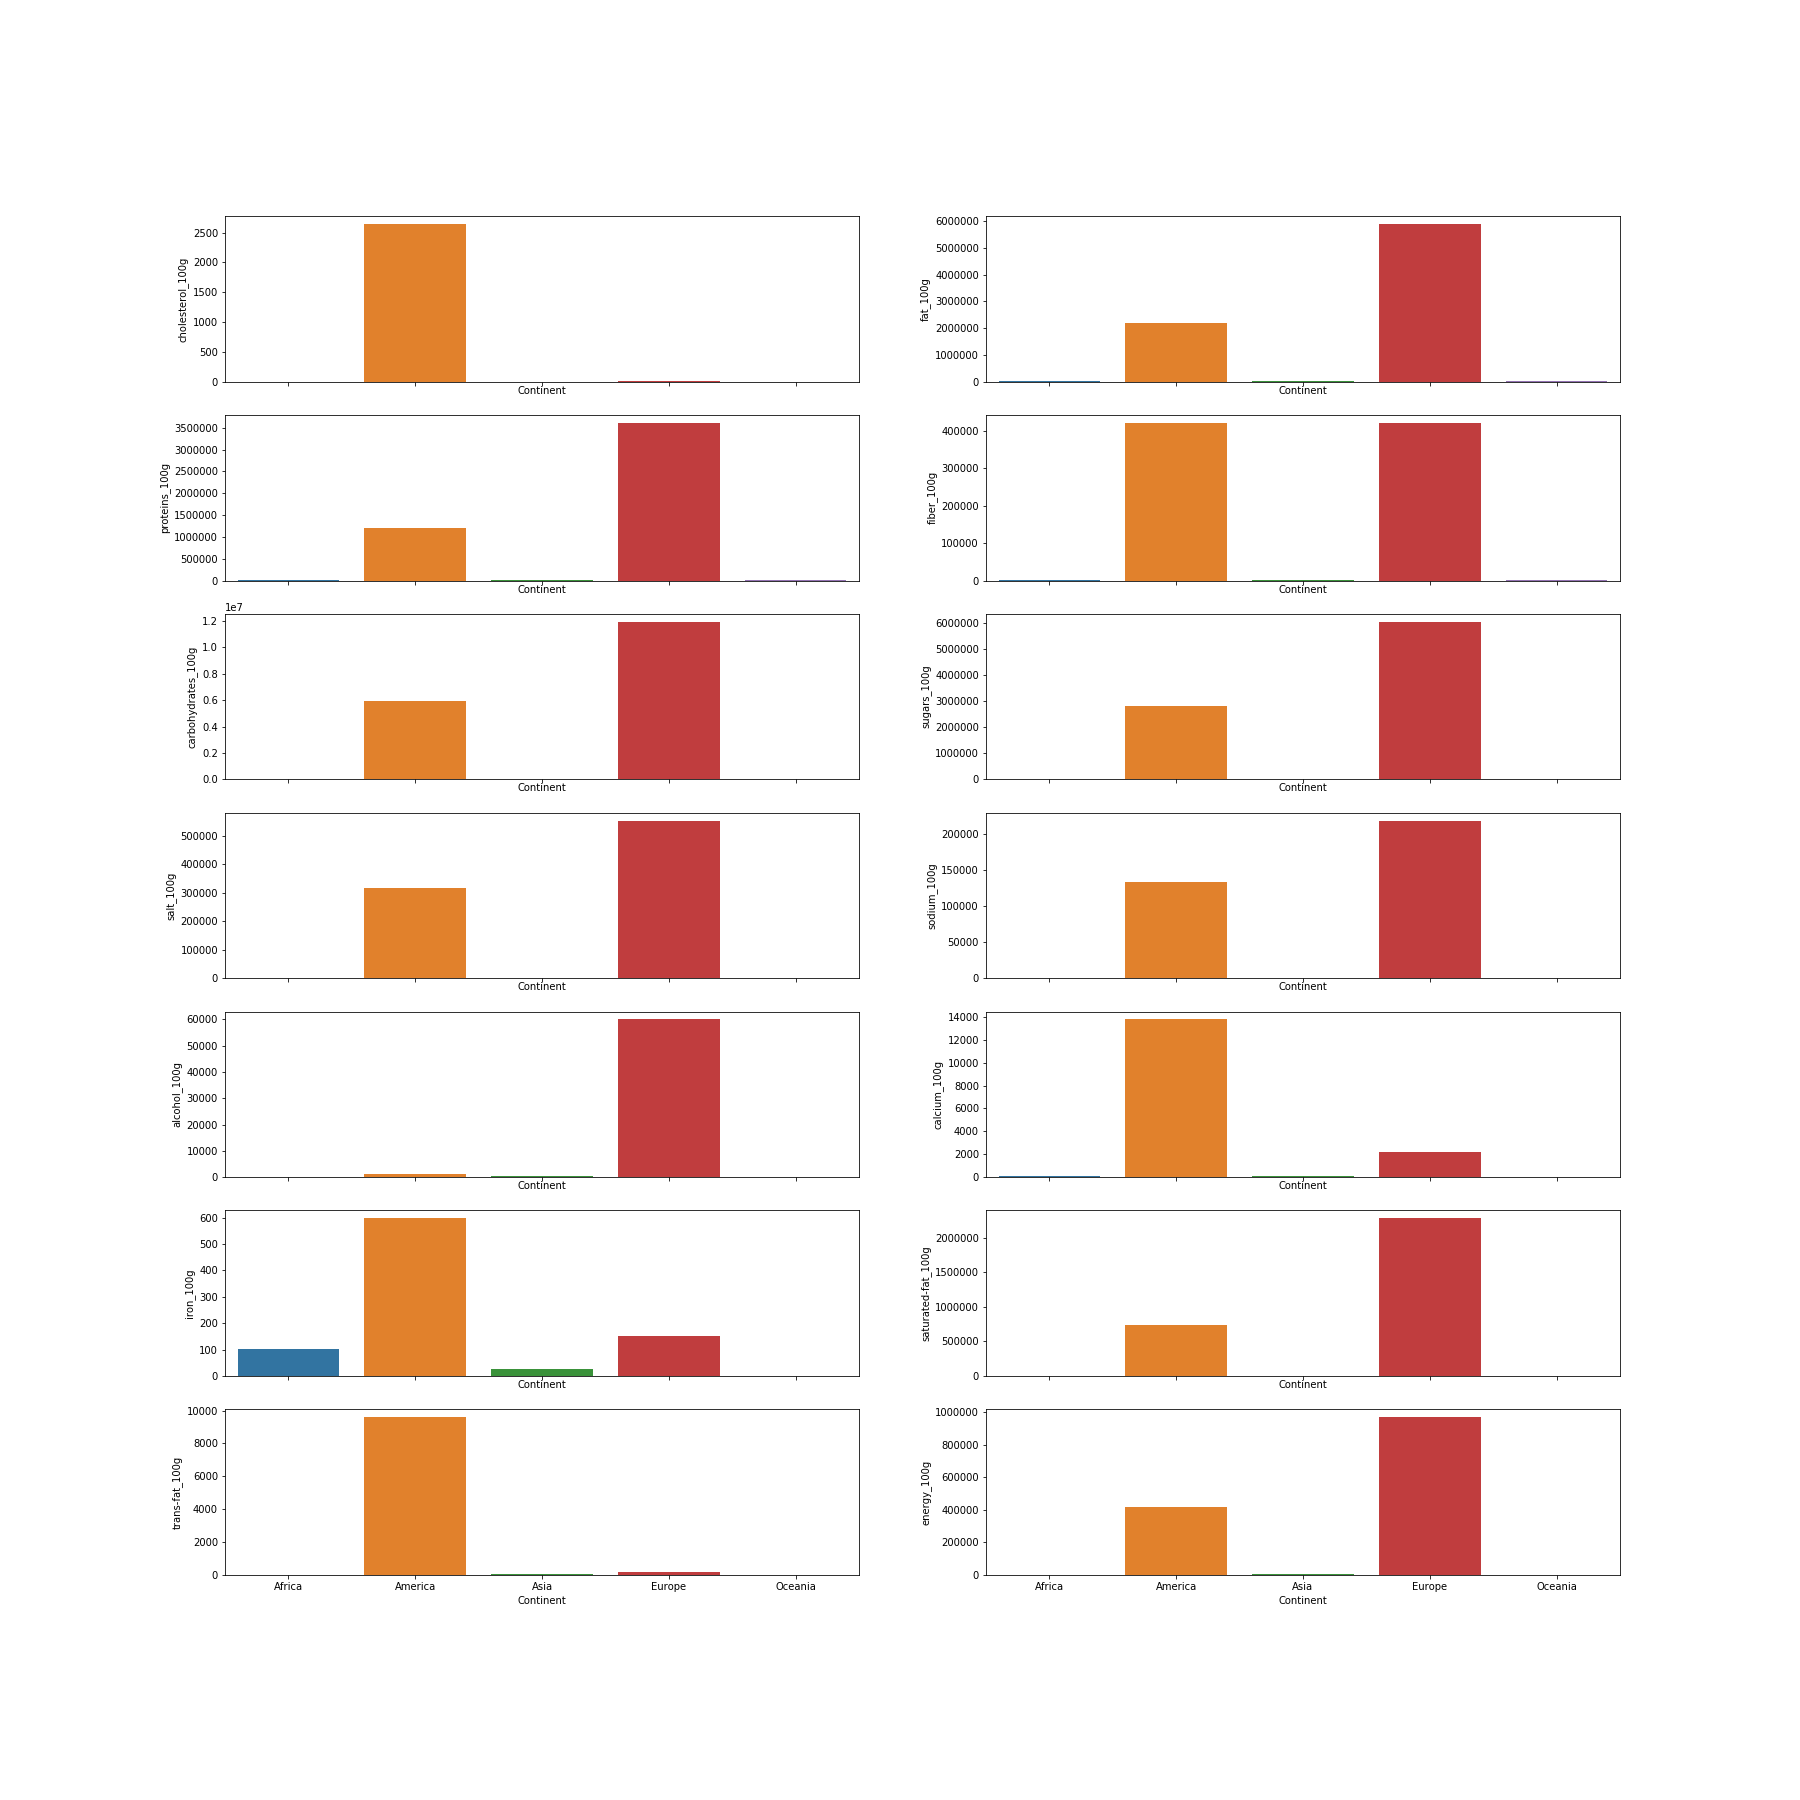 2500
2000
1500
1000
500
0
cholesterol_100g
Continent
6000000
5000000
4000000
3000000
2000000
1000000
0
fat_100g
Continent
3500000
3000000
2500000
2000000
1500000
1000000
500000
0
proteins_100g
Continent
400000
300000
200000
100000
0
fiber_100g
Continent
1e7
1.2
1.0
0.8
0.6
0.4
0.2
0.0
carbohydrates_100g
Continent
6000000
5000000
4000000
3000000
2000000
1000000
0
sugars_100g
Continent
500000
400000
300000
200000
100000
0
salt_100g
Continent
200000
150000
100000
50000
0
sodium_100g
Continent
60000
50000
40000
30000
20000
10000
0
alcohol_100g
Continent
14000
12000
10000
8000
6000
4000
2000
0
calcium_100g
Continent
600
500
400
300
200
100
0
iron_100g
Continent
2000000
1500000
1000000
500000
0
saturated-fat_100g
Continent
10000
8000
6000
4000
2000
0
trans-fat_100g
Africa America Asia Europe Oceania
Continent
1000000
800000
600000
400000
200000
0
energy_100g
Africa America Asia Europe Oceania
Continent